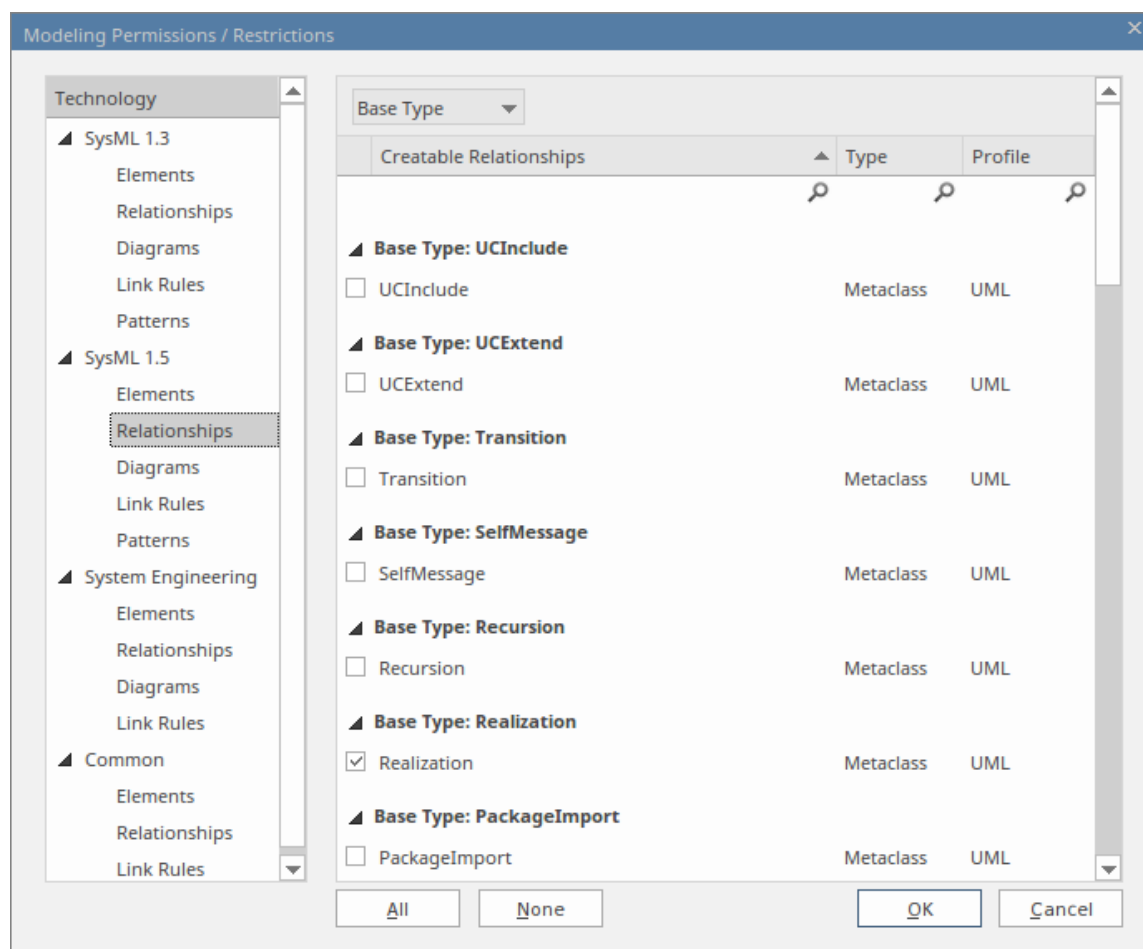 Modeling Permissions / Restrictions
Technology
SysML 1.3
Elements
Relationships
Diagrams
Link Rules
Patterns
SysML 1.5
Elements
Relationships
Diagrams
Link Rules
Patterns
System Engineering
Elements
Relationships
Diagrams
Link Rules
Common
Elements
Relationships
Link Rules
Base Type
Creatable Relationships Type Profile
Base Type: UCInclude
UCInclude Metaclass UML
Base Type: UCExtend
UCExtend Metaclass UML
Base Type: Transition
Transition Metaclass UML
Base Type: SelfMessage
SelfMessage Metaclass UML
Base Type: Recursion
Recursion Metaclass UML
Base Type: Realization
Realization Metaclass UML
Base Type: PackageImport
PackageImport Metaclass UML
All None OK Cancel